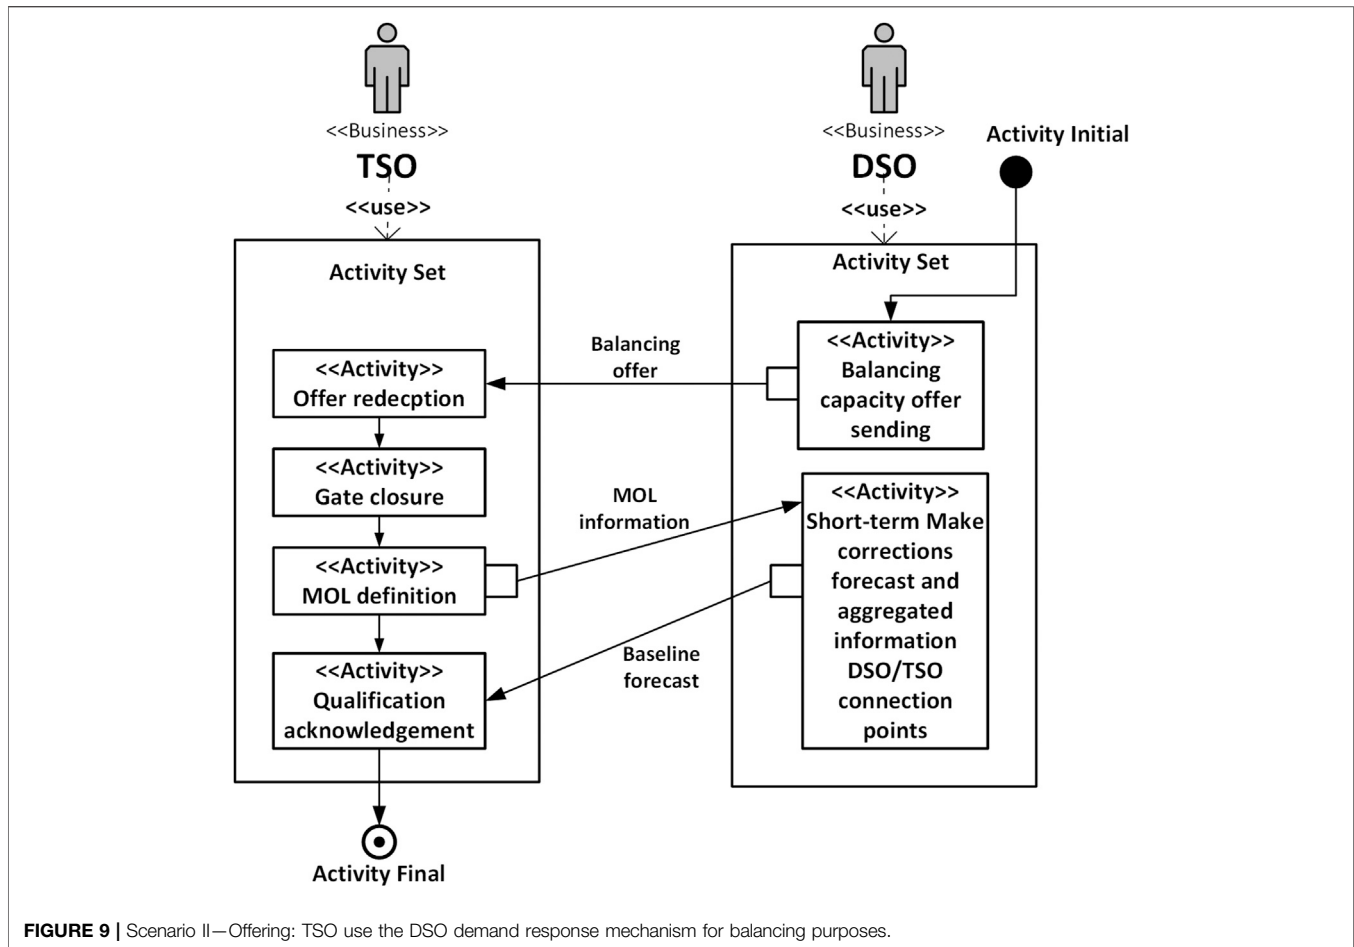 <<Business>>
TSO
<<use>>
Activity Set
<<Activity>>
Offer redecption
<<Activity>>
Gate closure
<<Activity>>
MOL definition
<<Activity>>
Qualification
acknowledgement
Activity Final
Balancing
offer
MOL
information
Baseline
forecast
<<Business>>
DSO
<<use>>
Activity Initial
Activity Set
<<Activity>>
Balancing
capacity offer
sending
<<Activity>>
Short-term Make
corrections
forecast and
aggregated
information
DSO/TSO
connection
points
FIGURE 9 | Scenario II—Offering: TSO use the DSO demand response mechanism for balancing purposes.